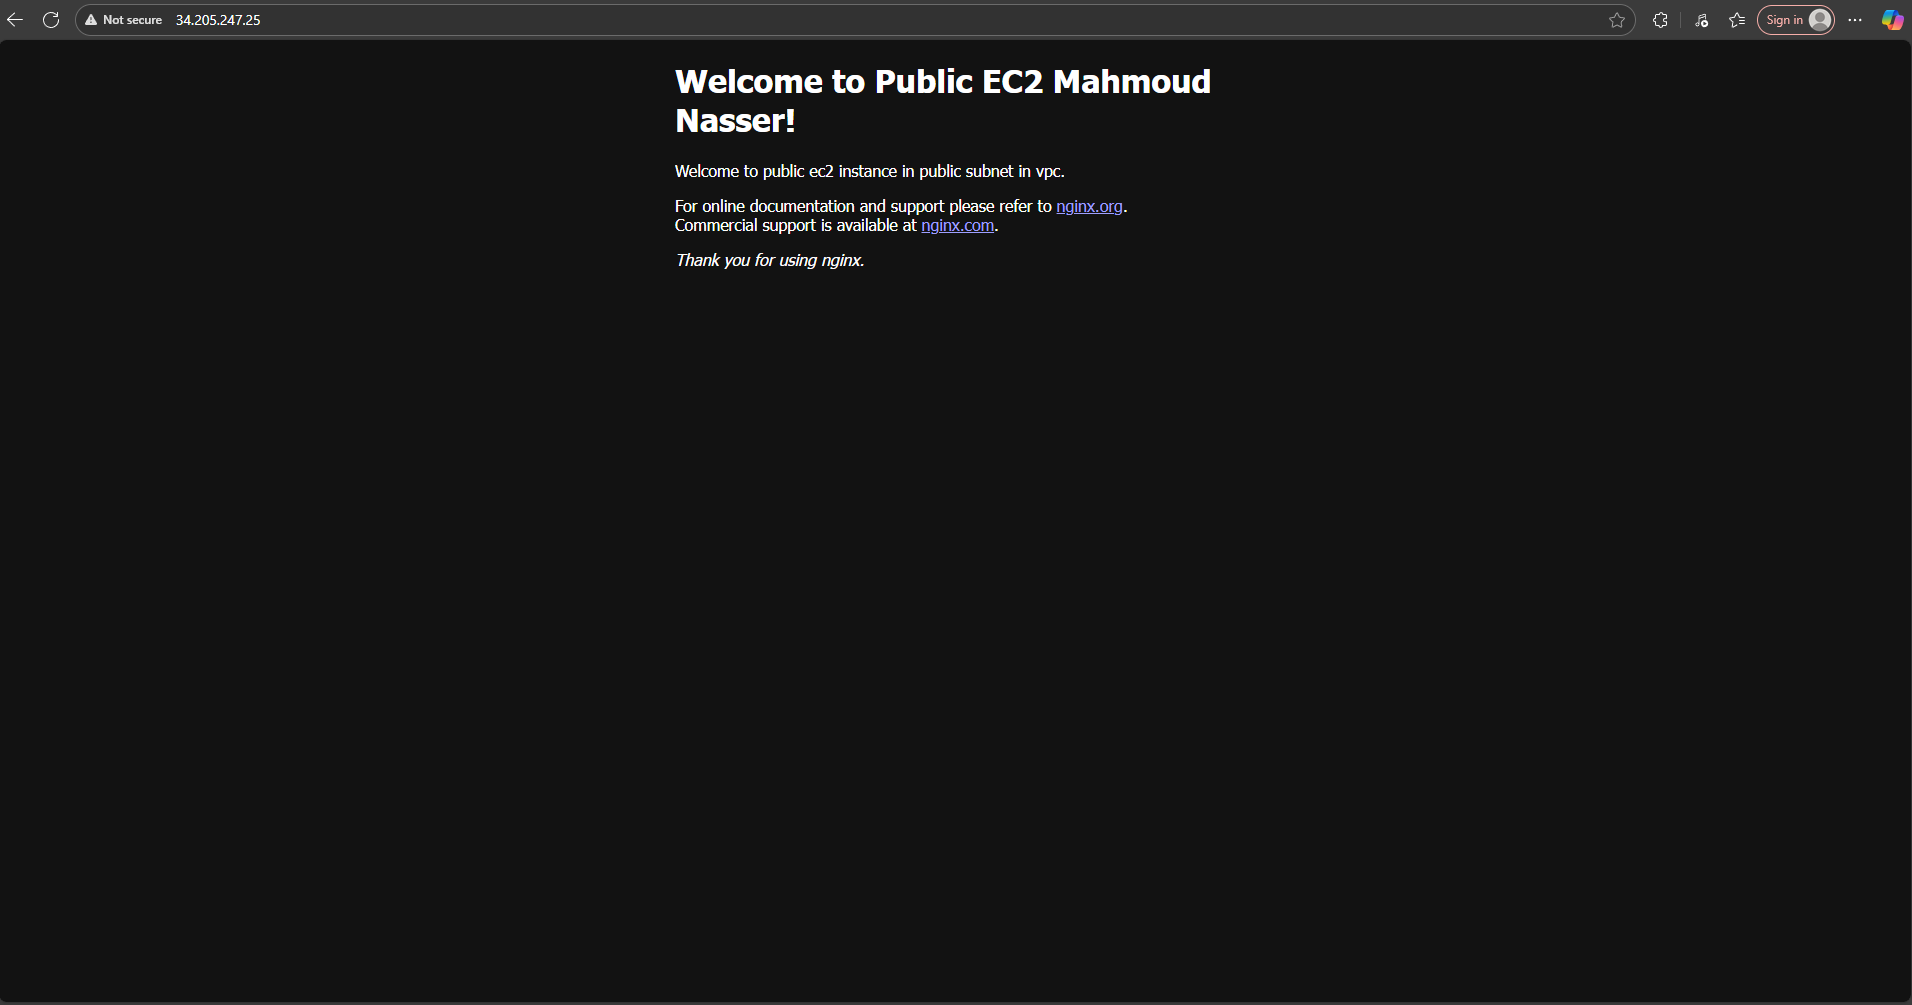 Not secure 34.205.247.25 Sign in
Welcome to Public EC2 Mahmoud
Nasser!
Welcome to public ec2 instance in public subnet in vpc.
For online documentation and support please refer to nginx.org.
Commercial support is available at nginx.com.
Thank you for using nginx.